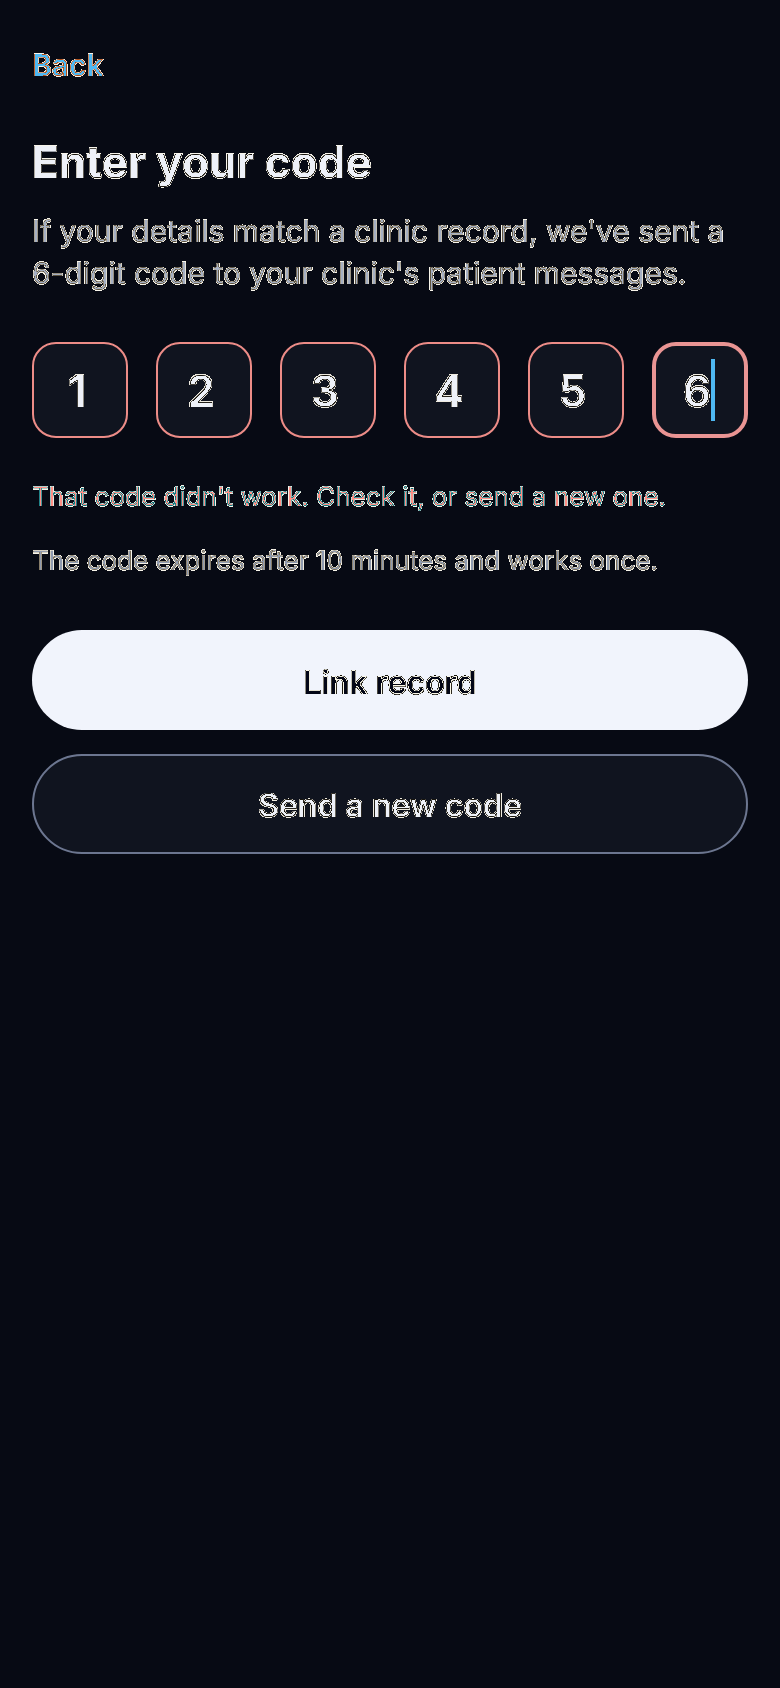 Back
Enter your code
If your details match a clinic record, we've sent a
6-digit code to your clinic's patient messages.
1 2 3 4 5 6
That code didn't work. Check it, or send a new one.
The code expires after 10 minutes and works once.
Link record
Send a new code